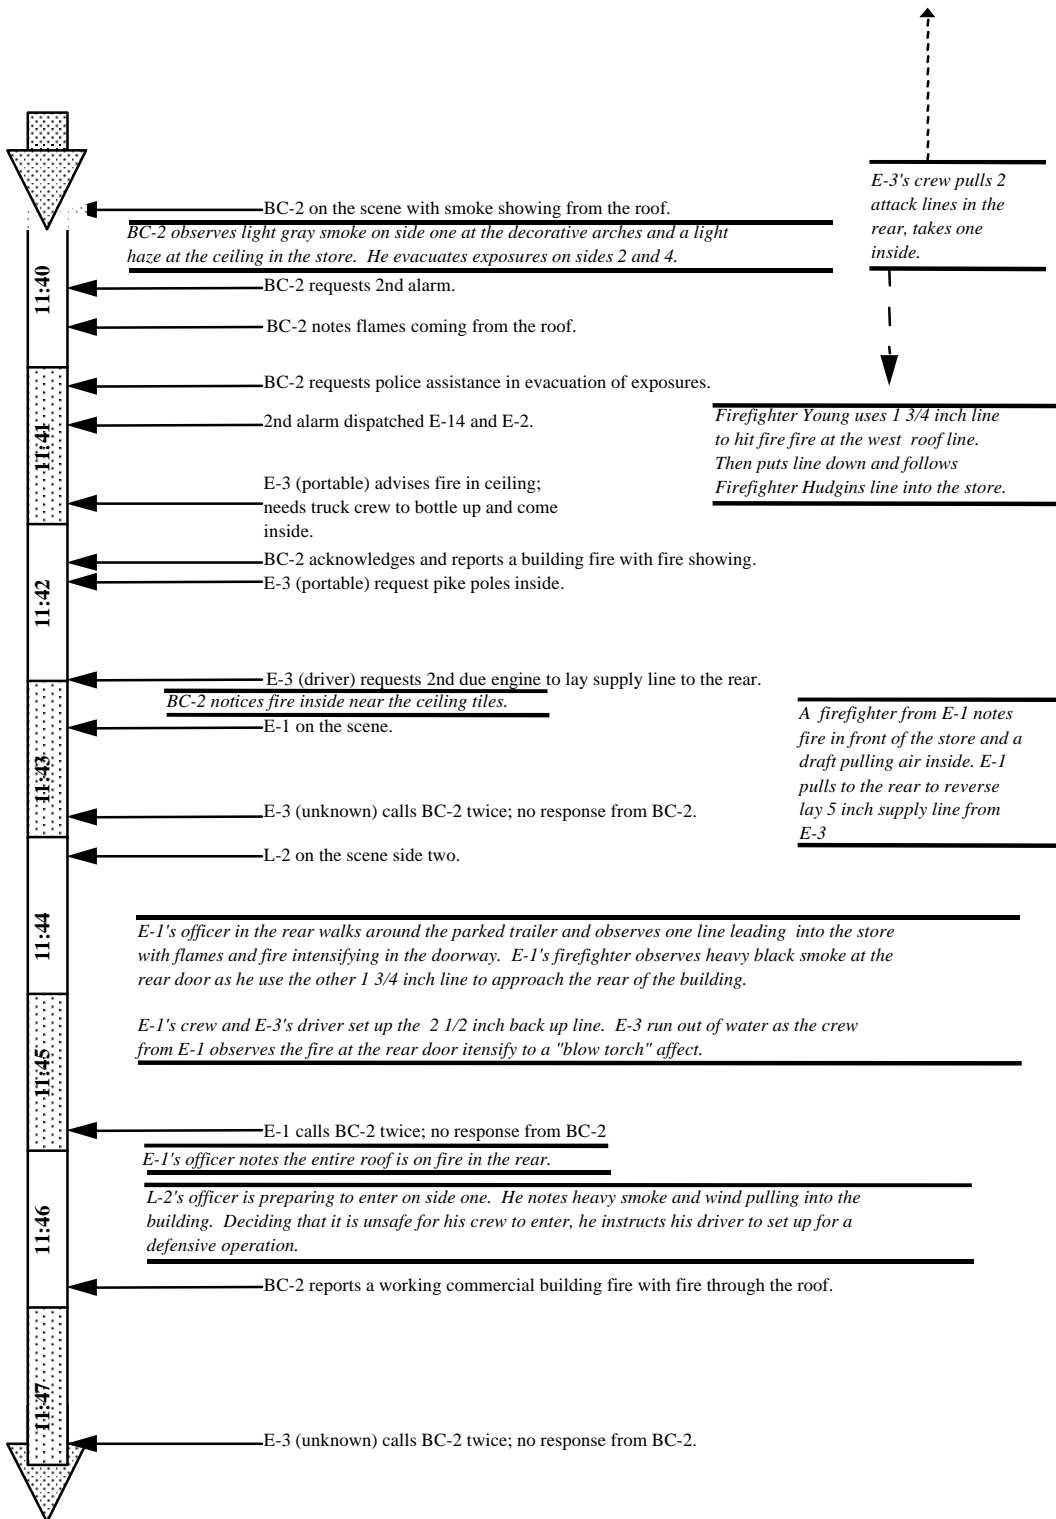 E-3's crew pulls 2
attack lines in the
rear, takes one
inside.
BC-2 on the scene with smoke showing from the roof.
BC-2 observes light gray smoke on side one at the decorative arches and a light
haze at the ceiling in the store. He evacuates exposures on sides 2 and 4.
11:40
BC-2 requests 2nd alarm.
BC-2 notes flames coming from the roof.
BC-2 requests police assistance in evacuation of exposures.
11:41
2nd alarm dispatched E-14 and E-2.
Firefighter Young uses 1 3/4 inch line
to hit fire fire at the west roof line.
Then puts line down and follows
Firefighter Hudgins line into the store.
E-3 (portable) advises fire in ceiling;
needs truck crew to bottle up and come
inside.
BC-2 acknowledges and reports a building fire with fire showing.
11:42
E-3 (portable) request pike poles inside.
E-3 (driver) requests 2nd due engine to lay supply line to the rear.
BC-2 notices fire inside near the ceiling tiles.
E-1 on the scene.
A firefighter from E-1 notes
fire in front of the store and a
draft pulling air inside. E-1
pulls to the rear to reverse
lay 5 inch supply line from
E-3
11:43
E-3 (unknown) calls BC-2 twice; no response from BC-2.
L-2 on the scene side two.
11:44
E-1's officer in the rear walks around the parked trailer and observes one line leading into the store
with flames and fire intensifying in the doorway. E-1's firefighter observes heavy black smoke at the
rear door as he use the other 1 3/4 inch line to approach the rear of the building.
E-1's crew and E-3's driver set up the 2 1/2 inch back up line. E-3 run out of water as the crew
from E-1 observes the fire at the rear door itensify to a "blow torch" affect.
11:45
E-1 calls BC-2 twice; no response from BC-2
E-1's officer notes the entire roof is on fire in the rear.
11:46
L-2's officer is preparing to enter on side one. He notes heavy smoke and wind pulling into the
building. Deciding that it is unsafe for his crew to enter, he instructs his driver to set up for a
defensive operation.
BC-2 reports a working commercial building fire with fire through the roof.
11:47
E-3 (unknown) calls BC-2 twice; no response from BC-2.